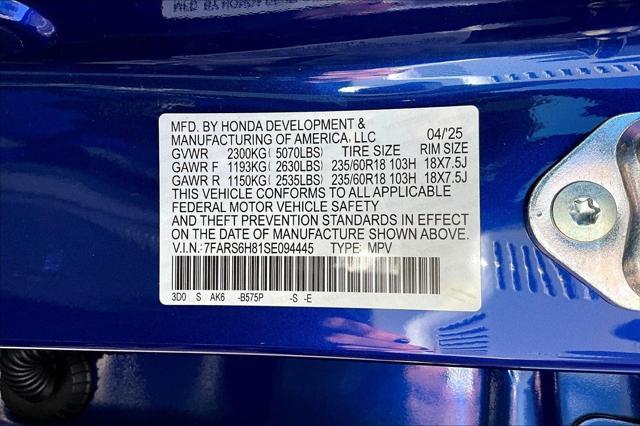 MFD. BY HONDA DEVELOPMENT &
MANUFACTURING OF AMERICA, LLC 04/'25
GVWR 2300KG( 5070LBS) TIRE SIZE RIM SIZE
GAWR F 1193KG( 2630LBS) 235/60R18 103H 18X7.5J
GAWR R 1150KG( 2535LBS) 235/60R18 103H 18X7.5J
THIS VEHICLE CONFORMS TO ALL APPLICABLE
FEDERAL MOTOR VEHICLE SAFETY
AND THEFT PREVENTION STANDARDS IN EFFECT
ON THE DATE OF MANUFACTURE SHOWN ABOVE.
V.I.N.: 7FARS6H81SE094445 TYPE: MPV
3D0 S AK6 -B575P -S -E